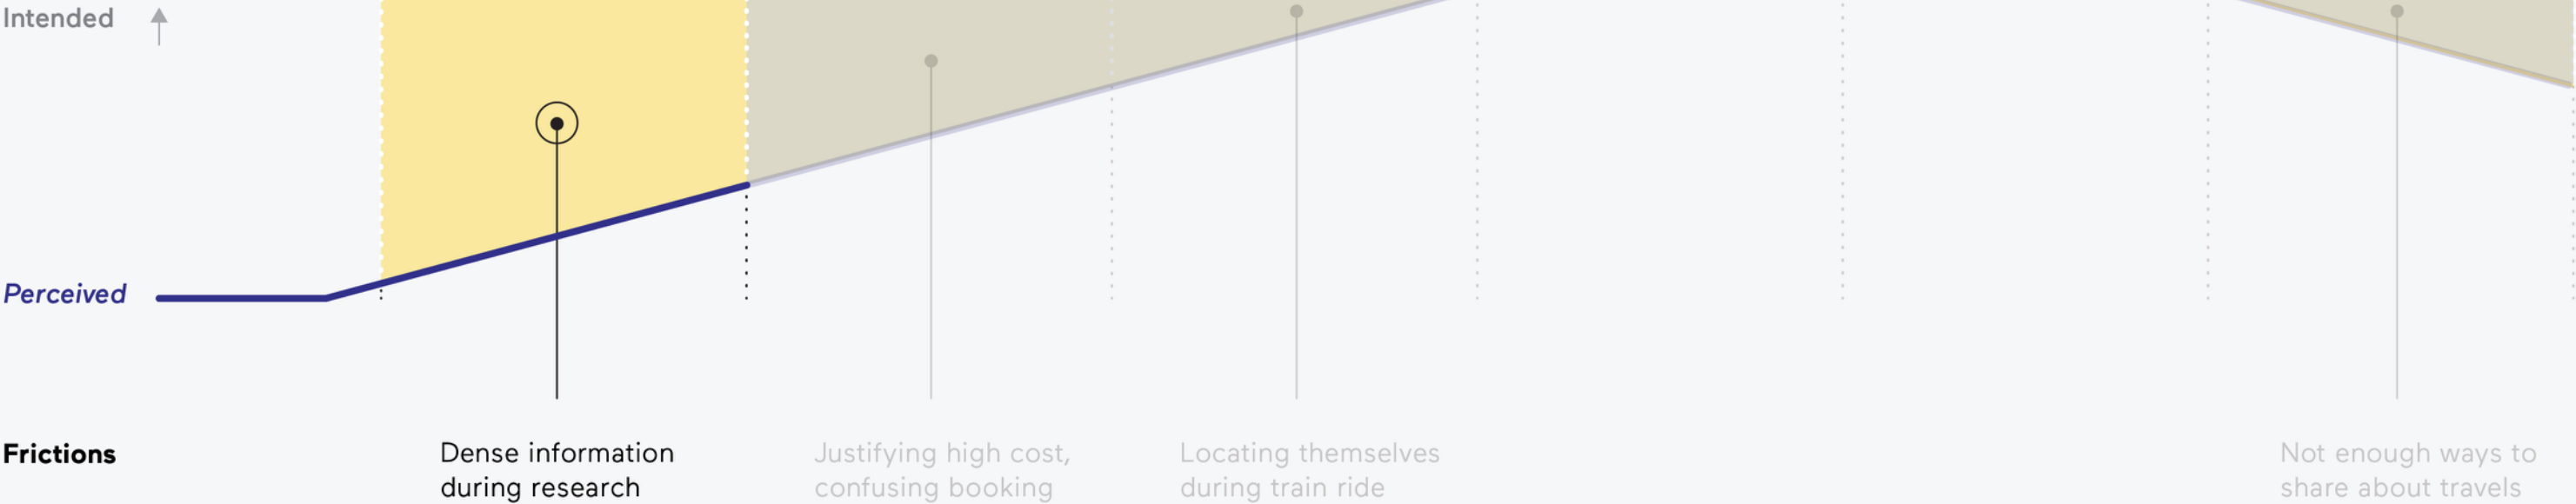 Intended
Perceived
Frictions
Dense information
during research
Justifying high cost,
confusing booking
Locating themselves
during train ride
Not enough ways to
share about travels